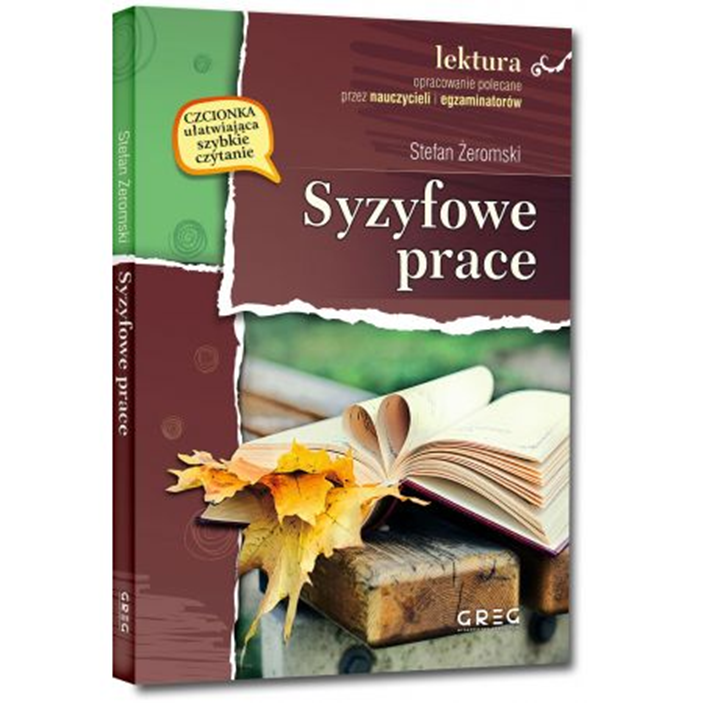 lektura
opracowanie polecane
przez nauczycieli i egzaminatorów
CZCIONKA
ułatwiająca
szybkie
czytanie
Stefan Żeromski
Syzyfowe
prace
GREG
Stefan Żeromski
Syzyfowe prace
GREG